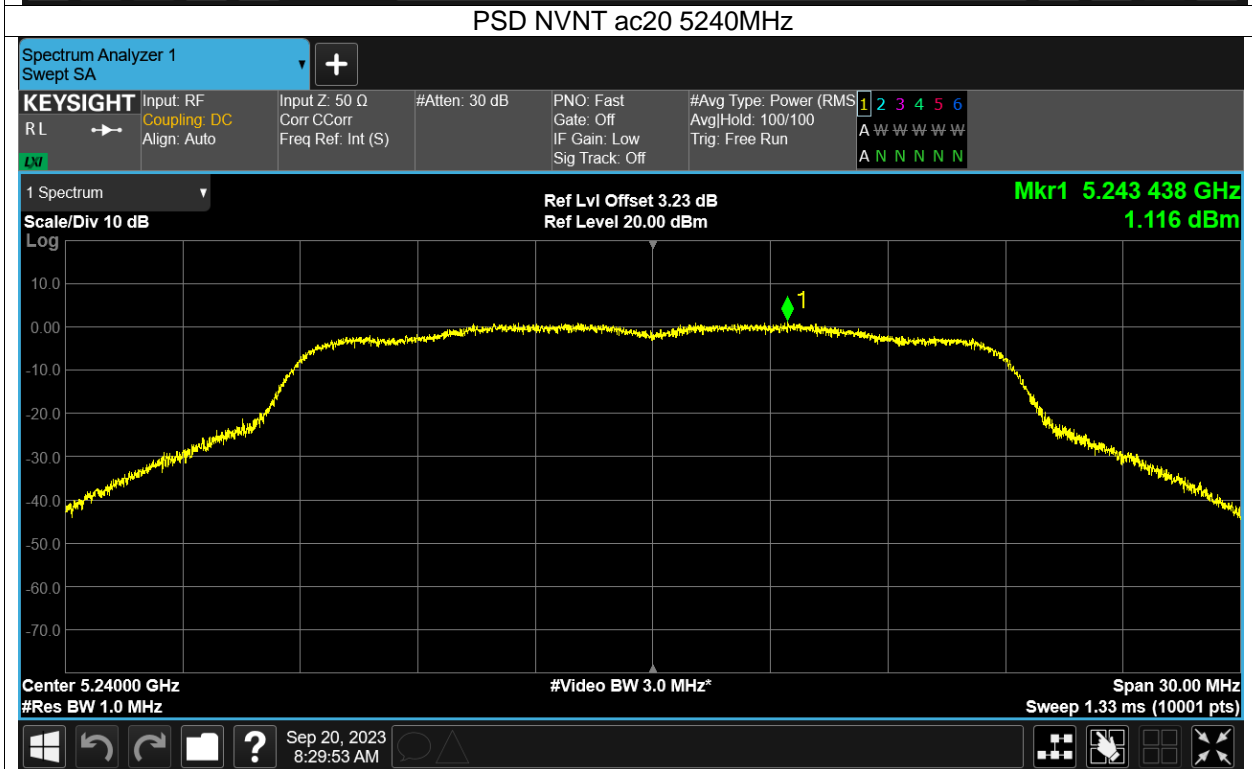 PSD NVNT ac20 5240MHz
Spectrum Analyzer 1
Swept SA
KEYSIGHT
RL
LXI
Input: RF
Coupling: DC
Align: Auto
Input Z: 50 Ω
Corr CCorr
Freq Ref: Int (S)
#Atten: 30 dB
PNO: Fast
Gate: Off
IF Gain: Low
Sig Track: Off
#Avg Type: Power (RMS
Avg|Hold: 100/100
Trig: Free Run
1 2 3 4 5 6
A W W W W W
A N N N N N
1 Spectrum
Scale/Div 10 dB
Log
Ref Lvl Offset 3.23 dB
Ref Level 20.00 dBm
Mkr1 5.243 438 GHz
1.116 dBm
10.0
1
0.00
-10.0
-20.0
-30.0
-40.0
-50.0
-60.0
-70.0
Center 5.24000 GHz
#Res BW 1.0 MHz
#Video BW 3.0 MHz*
Span 30.00 MHz
Sweep 1.33 ms (10001 pts)
?
Sep 20, 2023
8:29:53 AM